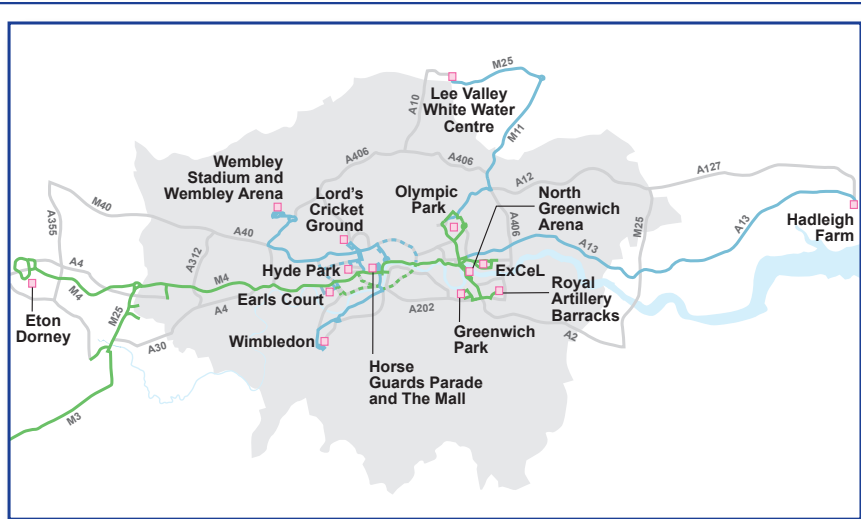 M25
Lee Valley
White Water
Centre
A10
M11
A406
A406
A127
Wembley
Stadium and
Wembley Arena
Lord's
Cricket
Ground
Olympic
Park
A12
North
Greenwich
Arena
A355
M40
A40
A312
A406
M25
A13
A13
Hadleigh
Farm
A4
M4
M4
Hyde Park
ExCeL
Eton
Dorney
M25
A4
Earls Court
A202
Royal
Artillery
Barracks
A30
Wimbledon
Greenwich
Park
A2
Horse
Guards Parade
and The Mall
M3